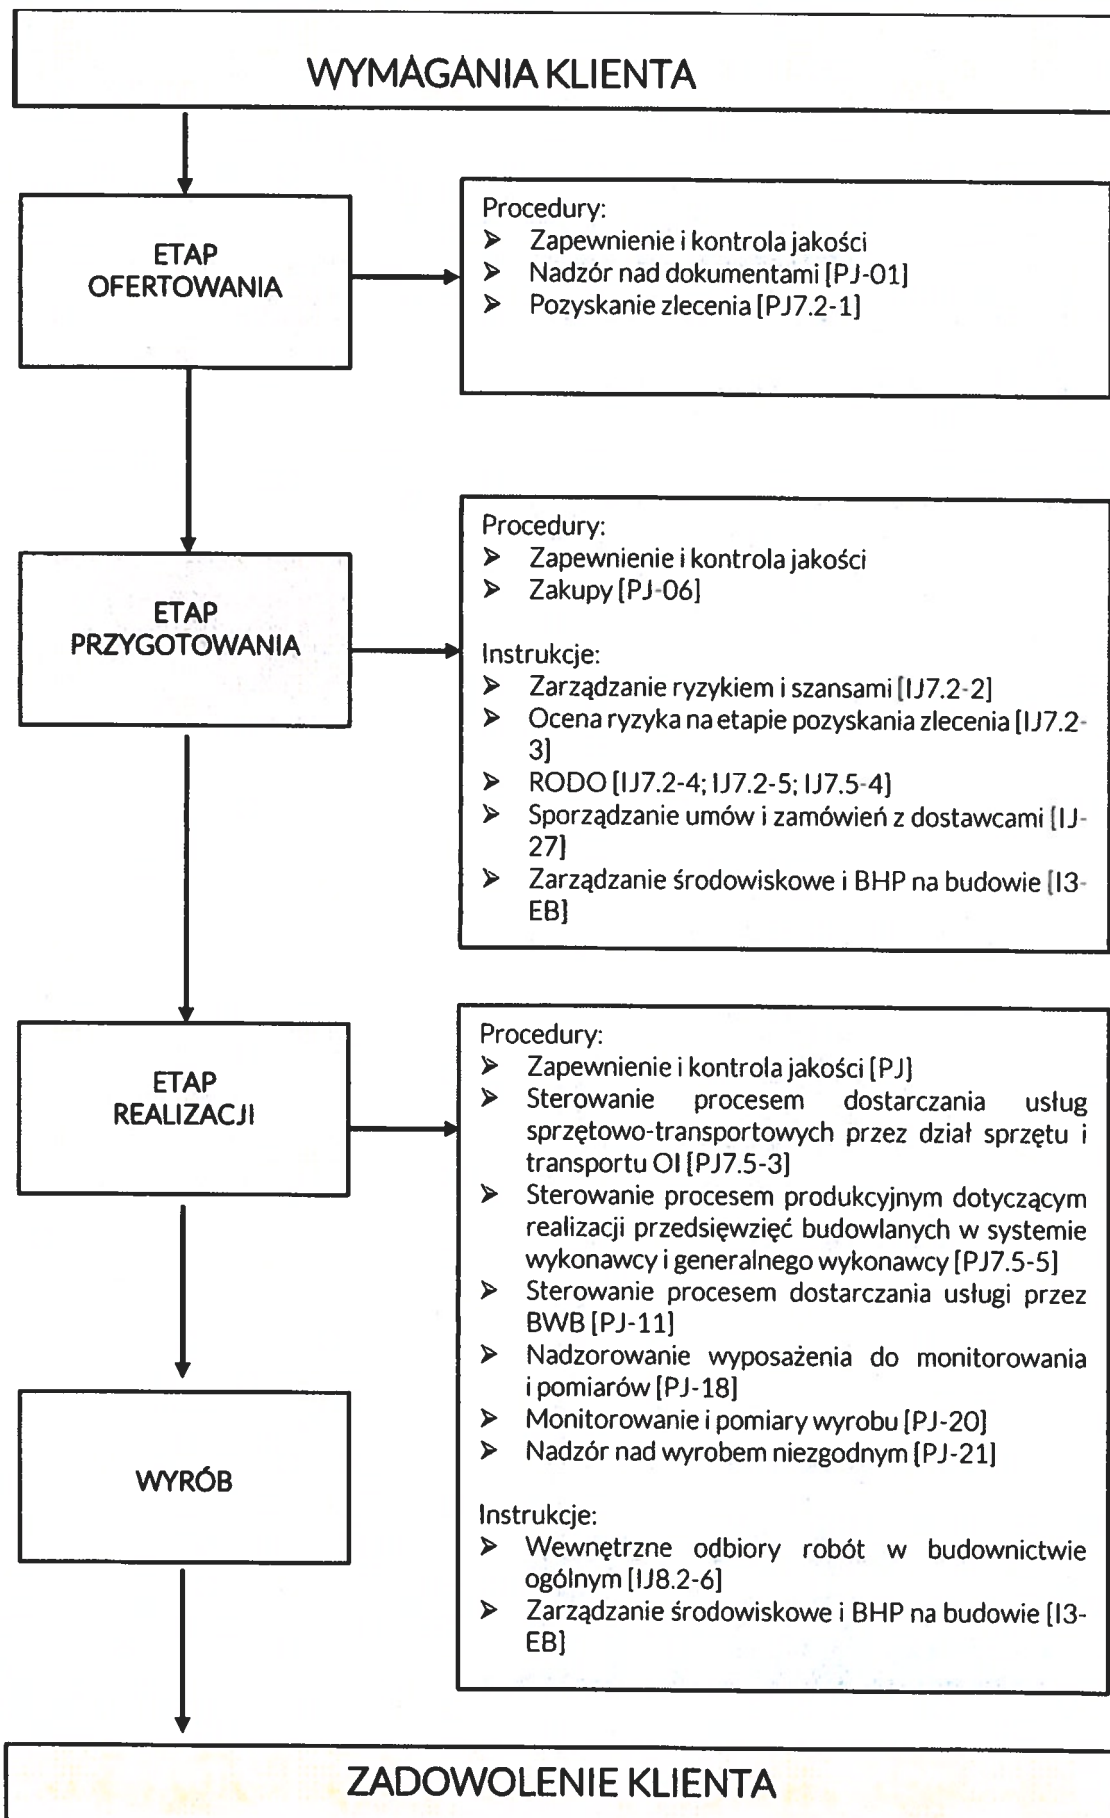 WYMAGANIA KLIENTA
ETAP
OFERTOWANIA
Procedury:
➢ Zapewnienie i kontrola jakości
➢ Nadzór nad dokumentami [PJ-01]
➢ Pozyskanie zlecenia [PJ7.2-1]
ETAP
PRZYGOTOWANIA
Procedury:
➢ Zapewnienie i kontrola jakości
➢ Zakupy [PJ-06]
Instrukcje:
➢ Zarządzanie ryzykiem i szansami [IJ7.2-2]
➢ Ocena ryzyka na etapie pozyskania zlecenia [IJ7.2-
3]
➢ RODO [IJ7.2-4; IJ7.2-5; IJ7.5-4]
➢ Sporządzanie umów i zamówień z dostawcami [IJ-
27]
➢ Zarządzanie środowiskowe i BHP na budowie [I3-
EB]
ETAP
REALIZACJI
Procedury:
➢ Zapewnienie i kontrola jakości [PJ]
➢ Sterowanie procesem dostarczania usług
sprzętowo-transportowych przez dział sprzętu i
transportu OI [PJ7.5-3]
➢ Sterowanie procesem produkcyjnym dotyczącym
realizacji przedsięwzięć budowlanych w systemie
wykonawcy i generalnego wykonawcy [PJ7.5-5]
➢ Sterowanie procesem dostarczania usługi przez
BWB [PJ-11]
➢ Nadzorowanie wyposażenia do monitorowania
i pomiarów [PJ-18]
➢ Monitorowanie i pomiary wyrobu [PJ-20]
➢ Nadzór nad wyrobem niezgodnym [PJ-21]
Instrukcje:
➢ Wewnętrzne odbiory robót w budownictwie
ogólnym [IJ8.2-6]
➢ Zarządzanie środowiskowe i BHP na budowie [I3-
EB]
WYRÓB
ZADOWOLENIE KLIENTA